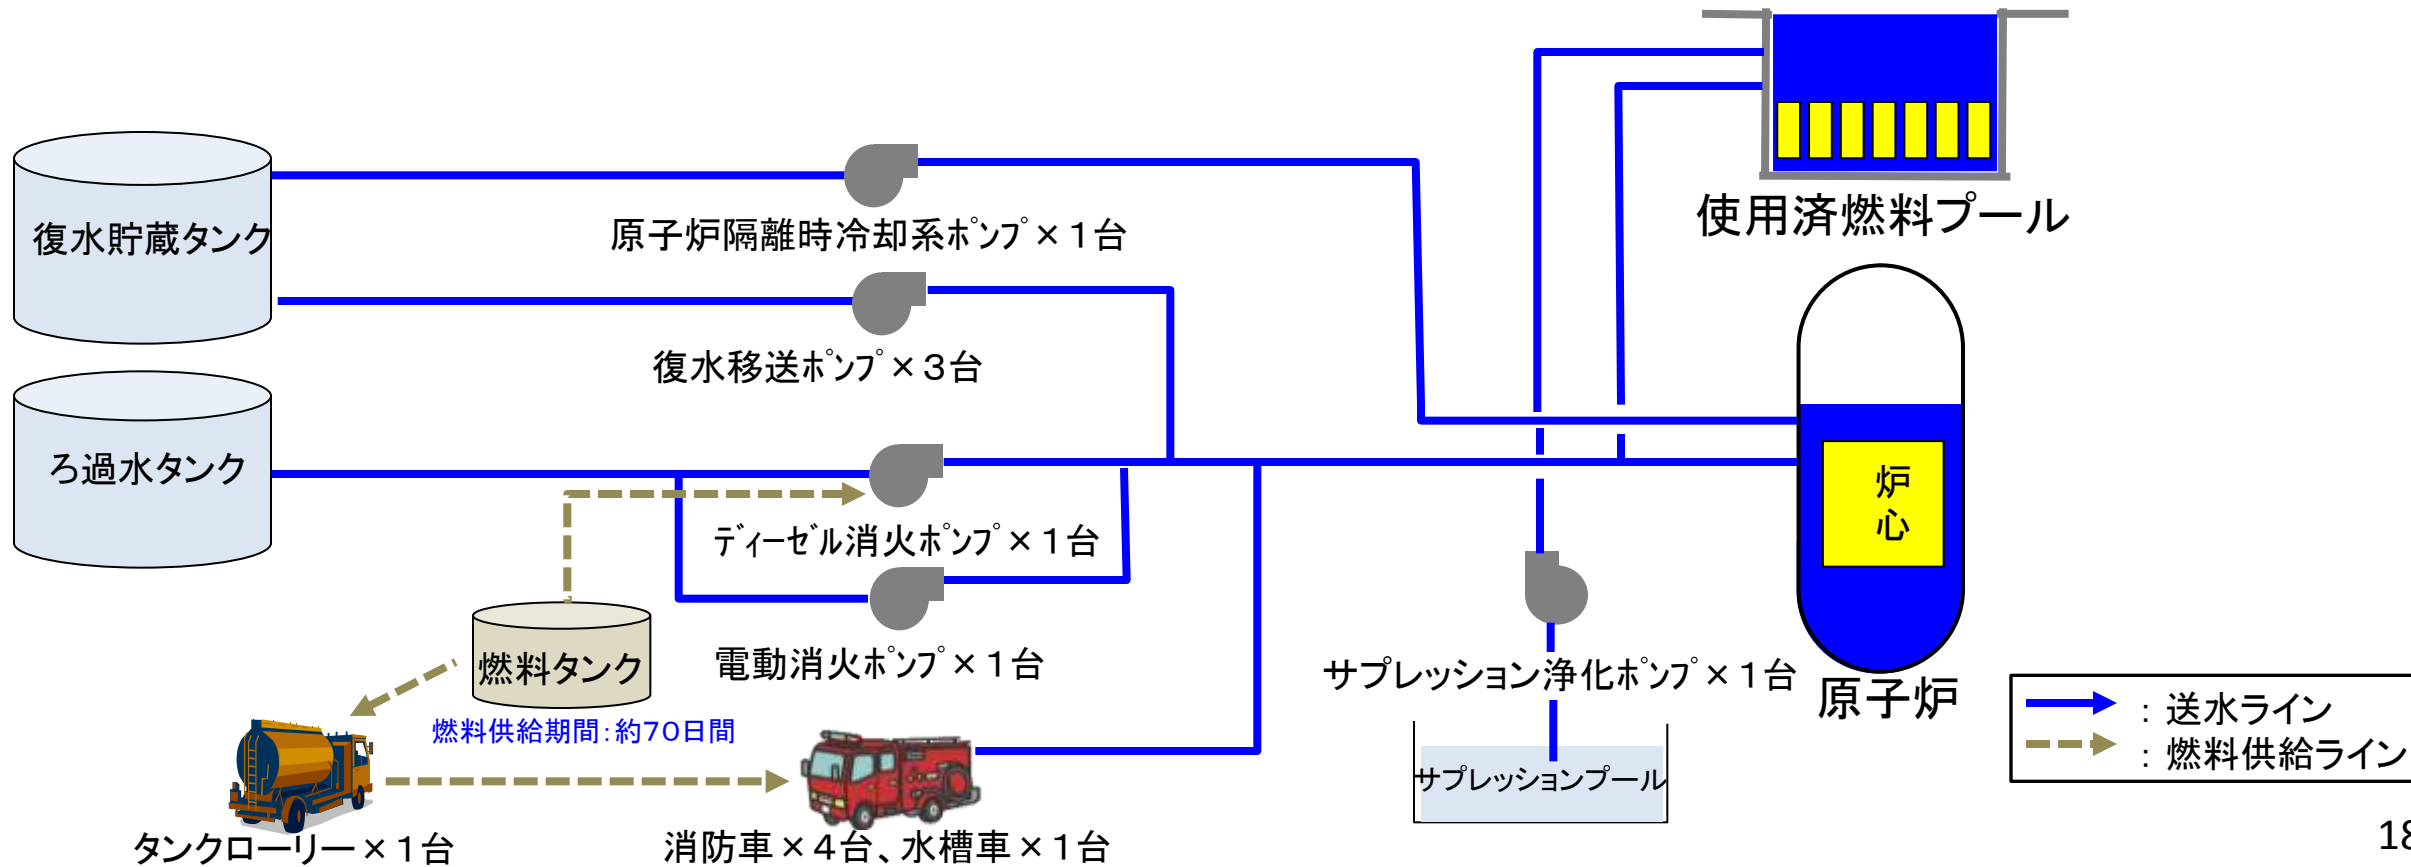 使用済燃料プール
復水貯蔵タンク
原子炉隔離時冷却系ﾎﾟﾝﾌﾟ×１台
復水移送ﾎﾟﾝﾌﾟ×３台
ろ過水タンク
炉
心
ﾃﾞｨｰｾﾞﾙ消火ﾎﾟﾝﾌﾟ×１台
燃料タンク
電動消火ﾎﾟﾝﾌﾟ×１台
サプレッション浄化ﾎﾟﾝﾌﾟ×１台
原子炉
燃料供給期間：約７０日間
サプレッションプール
：送水ライン
：燃料供給ライン
タンクローリー×１台
消防車×４台、水槽車×１台
18